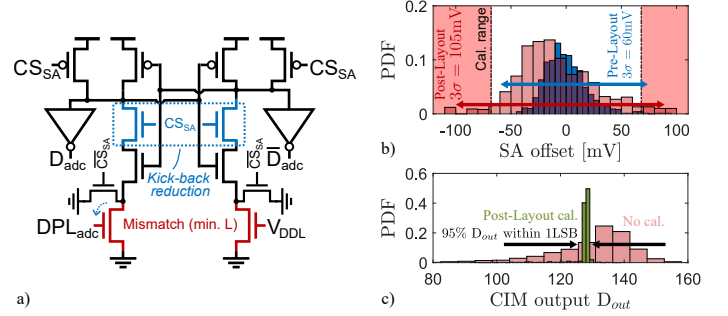 CS_SA
CS_SA
CS_SA
D_adc
D̅_adc
C̅S̅_SA
C̅S̅_SA
Kick-back
reduction
DPL_adc
Mismatch (min. L)
V_DDL
a)
0.2
0.1
0
PDF
Post-Layout
3σ = 105mV
Cal. range
Pre-Layout
3σ = 60mV
-100
-50
0
50
100
b)
SA offset [mV]
0.6
0.4
0.2
0
PDF
Post-Layout cal.
No cal.
95% D_out within 1LSB
80
100
120
140
160
c)
CIM output D_out